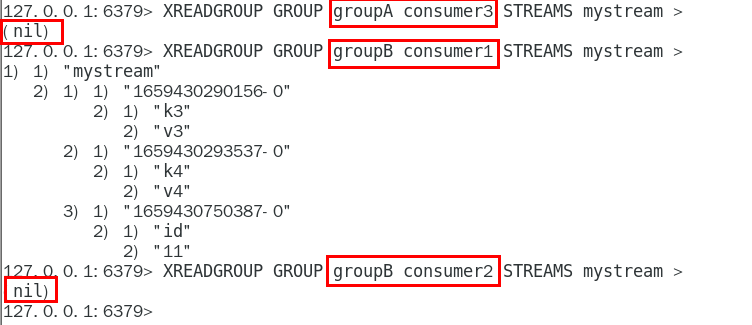 127.0.0.1:6379> XREADGROUP GROUP groupA consumer3 STREAMS mystream >
(nil)
127.0.0.1:6379> XREADGROUP GROUP groupB consumer1 STREAMS mystream >
1) 1) "mystream"
2) 1) 1) "1659430290156-0"
2) 1) "k3"
2) "v3"
2) 1) "1659430293537-0"
2) 1) "k4"
2) "v4"
3) 1) "1659430750387-0"
2) 1) "id"
2) "11"
127.0.0.1:6379> XREADGROUP GROUP groupB consumer2 STREAMS mystream >
nil)
127.0.0.1:6379>